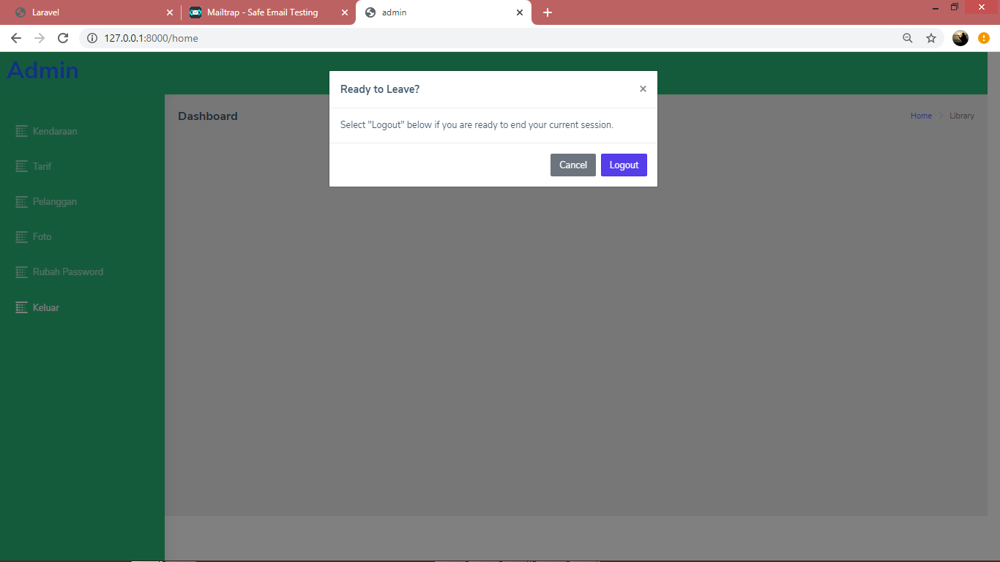 Laravel
Mailtrap - Safe Email Testing
admin
127.0.0.1:8000/home
Admin
Ready to Leave?
×
Select "Logout" below if you are ready to end your current session.
Cancel
Logout
Dashboard
Home
Library
Kendaraan
Tarif
Pelanggan
Foto
Rubah Password
Keluar